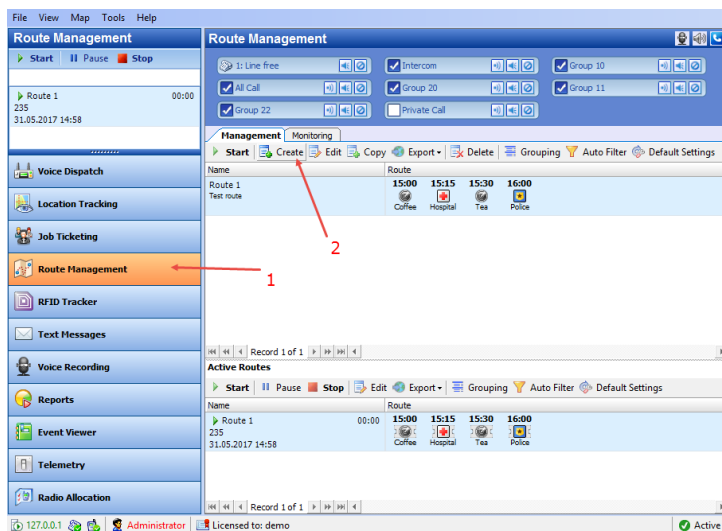 File View Map Tools Help
Route Management
Start Pause Stop
Route 1 00:00
235
31.05.2017 14:58
Voice Dispatch
Location Tracking
Job Ticketing
Route Management
RFID Tracker
Text Messages
Voice Recording
Reports
Event Viewer
Telemetry
Radio Allocation
Route Management
1: Line free Intercom Group 10
All Call Group 20 Group 11
Group 22 Private Call
Management Monitoring
Start Create Edit Copy Export Delete Grouping Auto Filter Default Settings
Name Route
Route 1 15:00 15:15 15:30 16:00
Test route
Coffee Hospital Tea Police
2
1
Record 1 of 1
Active Routes
Start Pause Stop Edit Export Grouping Auto Filter Default Settings
Name Route
Route 1 00:00 15:00 15:15 15:30 16:00
235
31.05.2017 14:58 Coffee Hospital Tea Police
Record 1 of 1
127.0.0.1 Administrator Licensed to: demo Active